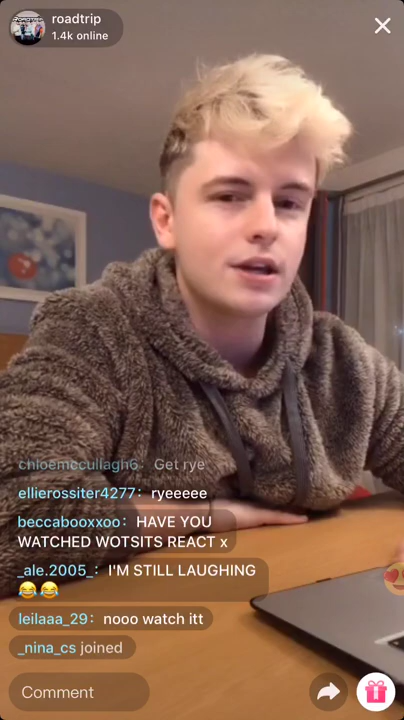 roadtrip
1.4k online
chloemccullagh6: Get rye
ellierossiter4277: ryeeeee
beccabooxxoo: HAVE YOU
WATCHED WOTSITS REACT x
_ale.2005_: I'M STILL LAUGHING
😂😂
leilaaa_29: nooo watch itt
_nina_cs joined
Comment